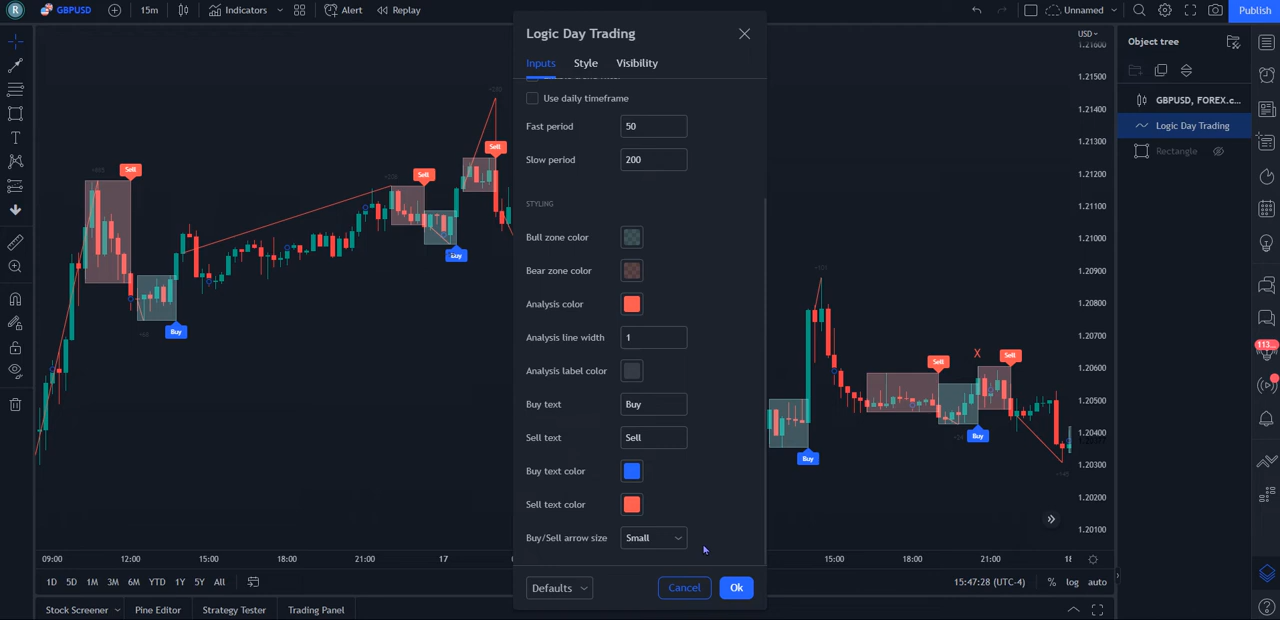 R GBPUSD 15m Indicators Alert Replay Unnamed Publish
Logic Day Trading
Inputs Style Visibility
Use daily timeframe
Fast period 50
Slow period 200
STYLING
Bull zone color
Bear zone color
Analysis color
Analysis line width 1
Analysis label color
Buy text Buy
Sell text Sell
Buy text color
Sell text color
Buy/Sell arrow size Small
Defaults Cancel Ok
Sell
Buy
Sell
Buy
Sell
Buy
Sell
X
Sell
Buy
USD
1.21600
1.21500
1.21400
1.21300
1.21200
1.21100
1.21000
1.20900
1.20800
1.20700
1.20600
1.20500
1.20400
1.20300
1.20200
1.20100
Object tree
GBPUSD, FOREX.c...
Logic Day Trading
Rectangle
113...
09:00 12:00 15:00 18:00 21:00 17 15:00 18:00 21:00 18
1D 5D 1M 3M 6M YTD 1Y 5Y All 15:47:28 (UTC-4) % log auto
Stock Screener Pine Editor Strategy Tester Trading Panel